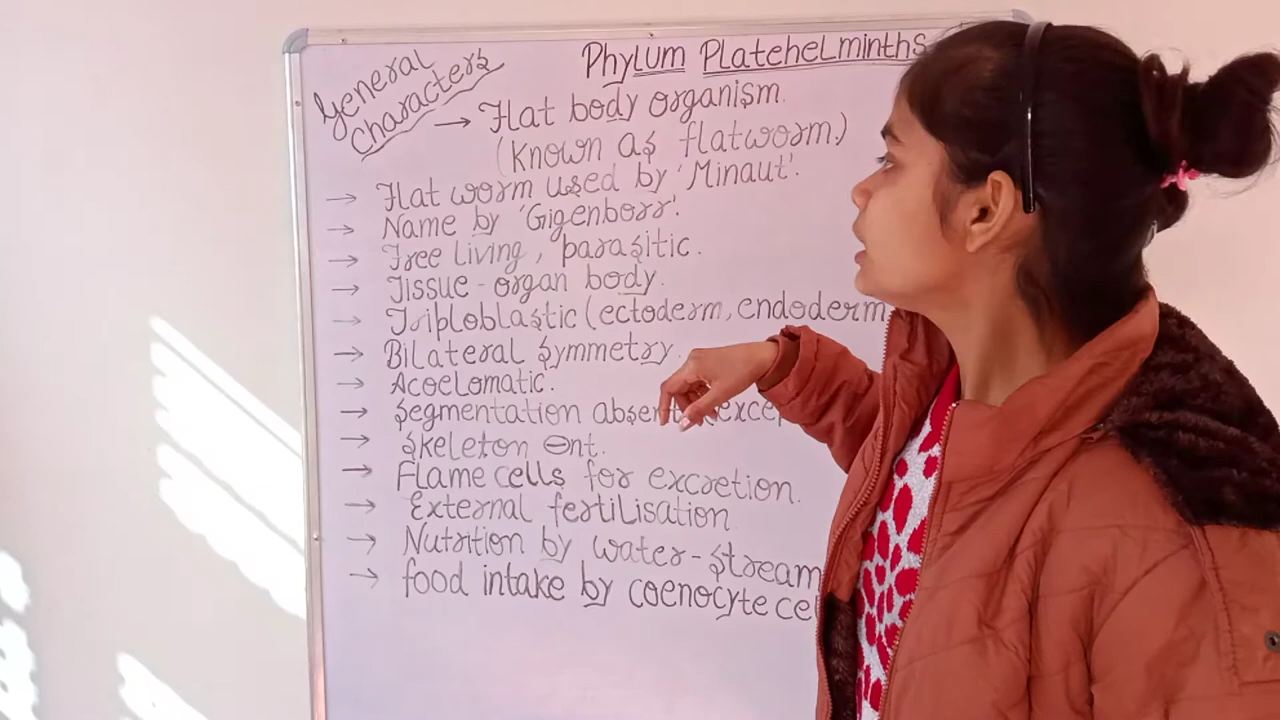 General
Characters
Phylum Platehelminths
→ Flat body organism.
(Known as flatworm)
→ Flat worm used by 'Minaut'.
→ Name by 'Gigenborr'.
→ Free living, parasitic.
→ Tissue-organ body.
→ Triploblastic (ectoderm, endoderm,
→ Bilateral symmetry.
→ Acoelomatic.
→ Segmentation absent
→ Skeleton ⊖nt.
→ Flame cells for excretion.
→ External fertilisation
→ Nutrition by water-stream
→ food intake by coenocyte